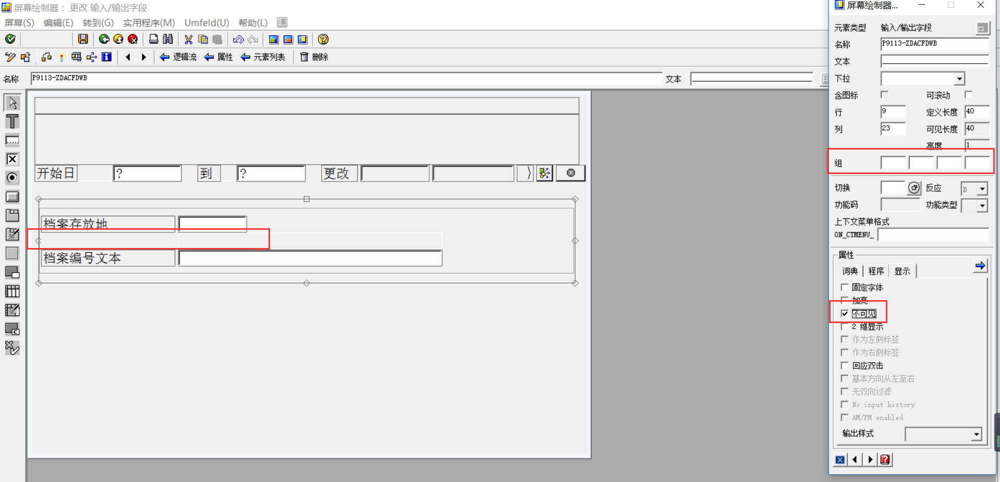 屏幕绘制器： 更改 输入/输出字段
屏幕(S) 编辑(E) 转到(G) 实用程序(M) Umfeld(U) 帮助(L)
逻辑流 属性 元素列表 删除
名称 P9113-ZDACFDWB 文本
开始日 ? 到 ? 更改
档案存放地
档案编号文本
屏幕绘制器...
元素类型 输入/输出字段
名称 P9113-ZDACFDWB
文本
下拉
含图标 可滚动
行 9 定义长度 40
列 23 可见长度 40
高度 1
组
切换 反应 D
功能码 功能类型
上下文菜单格式
ON_CTMENU_
属性
词典 程序 显示
固定字体
加亮
不可见
2 维显示
作为左侧标签
作为右侧标签
回应双击
基本方向从左至右
无双向过滤
No input history
AM/PM enabled
输出样式